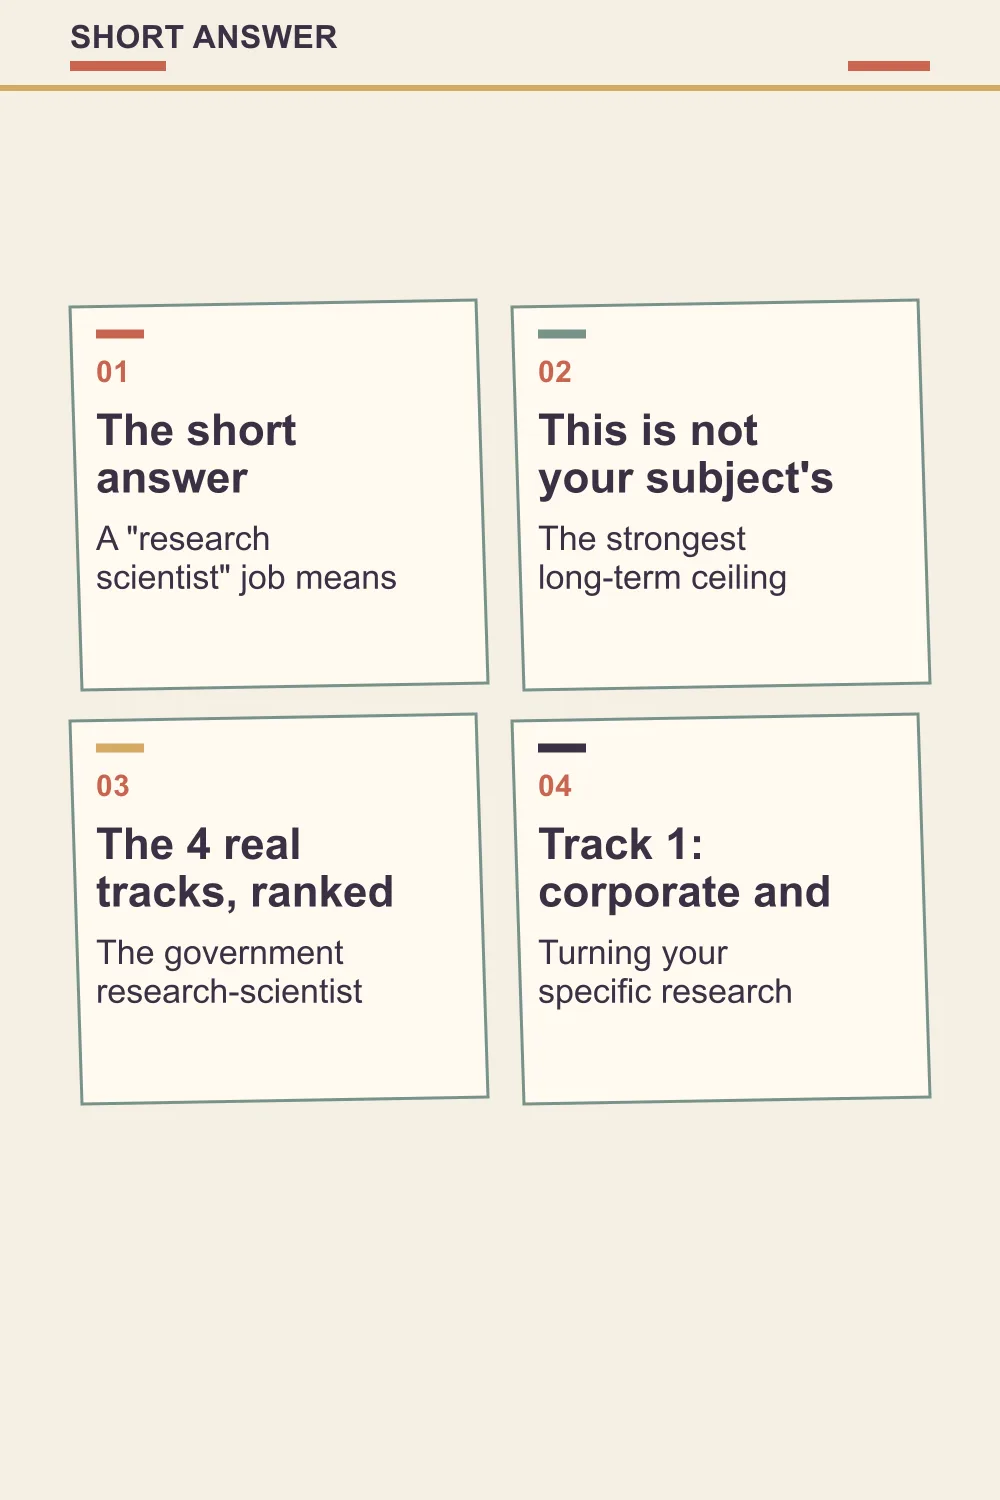 SHORT ANSWER
01
The short
answer
A "research
scientist" job means
02
This is not
your subject's
The strongest
long-term ceiling
03
The 4 real
tracks, ranked
The government
research-scientist
04
Track 1:
corporate and
Turning your
specific research